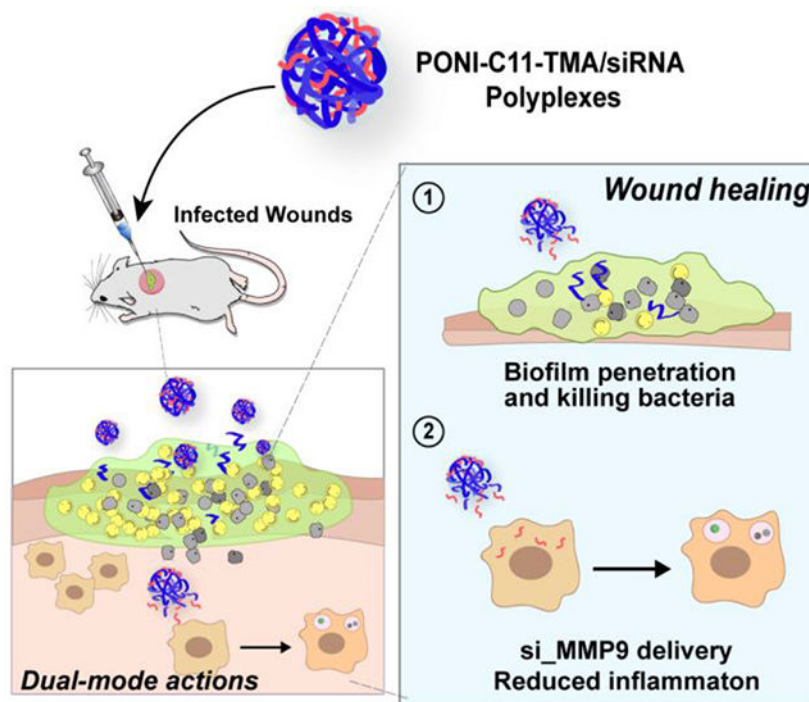 PONI-C11-TMA/siRNA
Polyplexes
Infected Wounds
Dual-mode actions
1
Wound healing
Biofilm penetration
and killing bacteria
2
si_MMP9 delivery
Reduced inflammaton